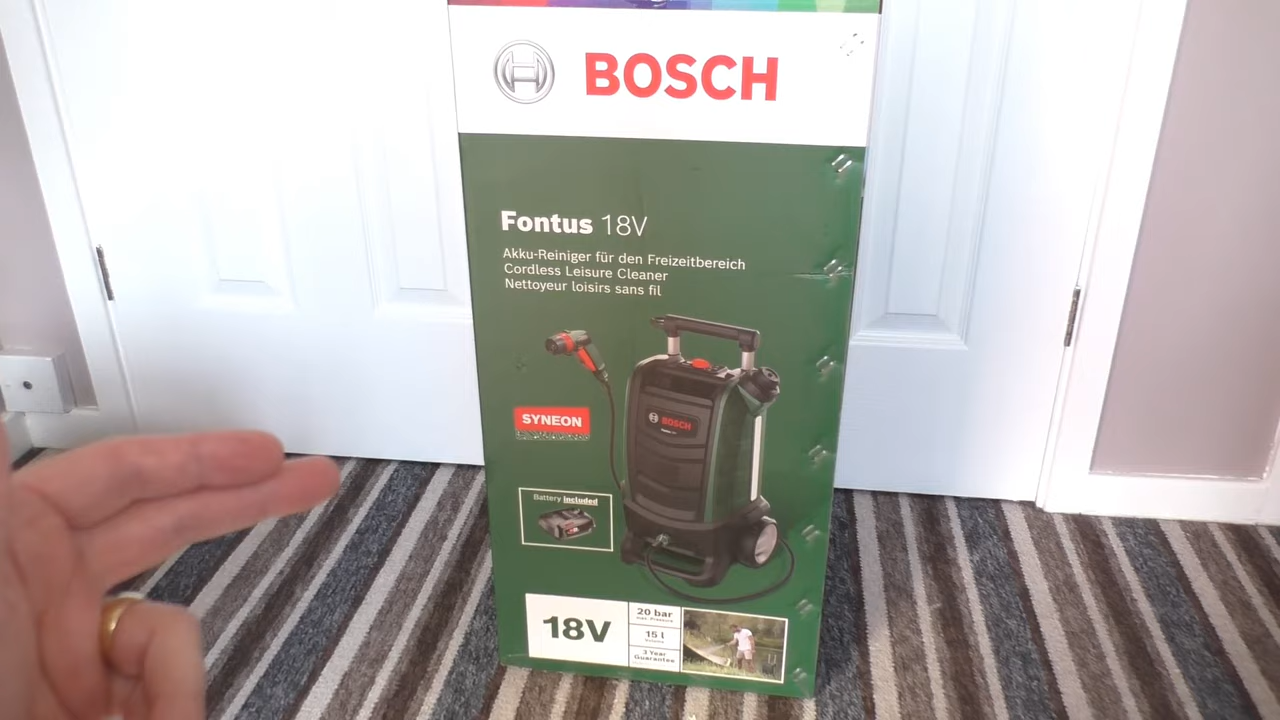 BOSCH
Fontus 18V
Akku-Reiniger für den Freizeitbereich
Cordless Leisure Cleaner
Nettoyeur loisirs sans fil
BOSCH
SYNEON
Battery included
18V
20 bar
15 l
3 Year
Guarantee